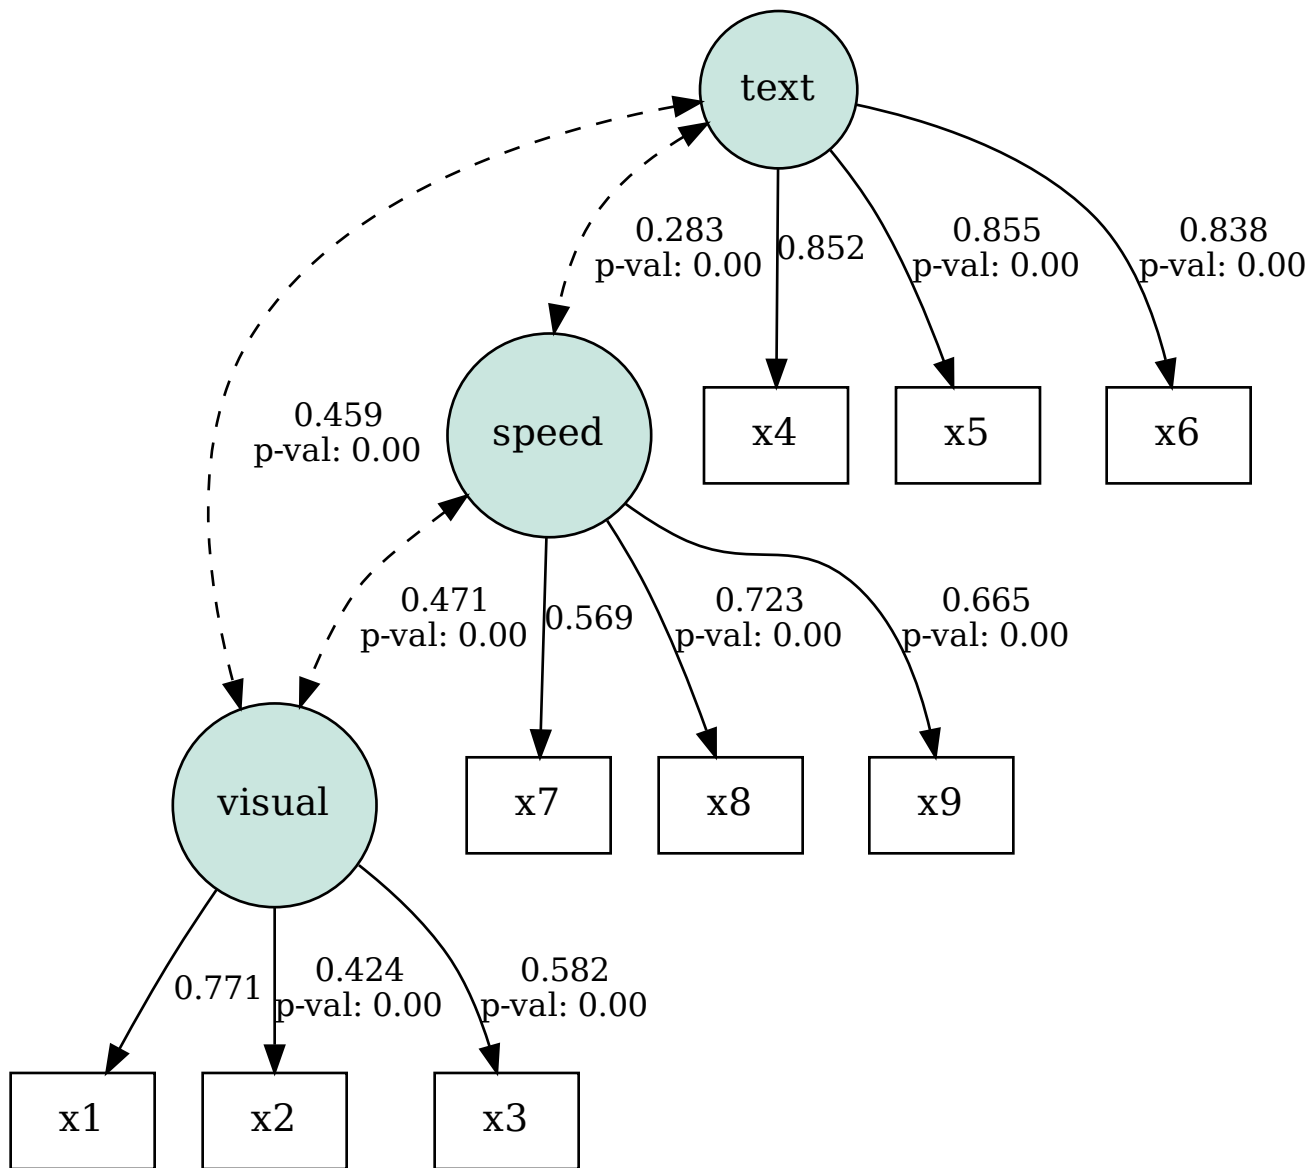 text
0.283
p-val: 0.00
0.852
0.855
p-val: 0.00
0.838
p-val: 0.00
0.459
p-val: 0.00
speed
x4
x5
x6
0.471
p-val: 0.00
0.569
0.723
p-val: 0.00
0.665
p-val: 0.00
visual
x7
x8
x9
0.771
0.424
p-val: 0.00
0.582
p-val: 0.00
x1
x2
x3